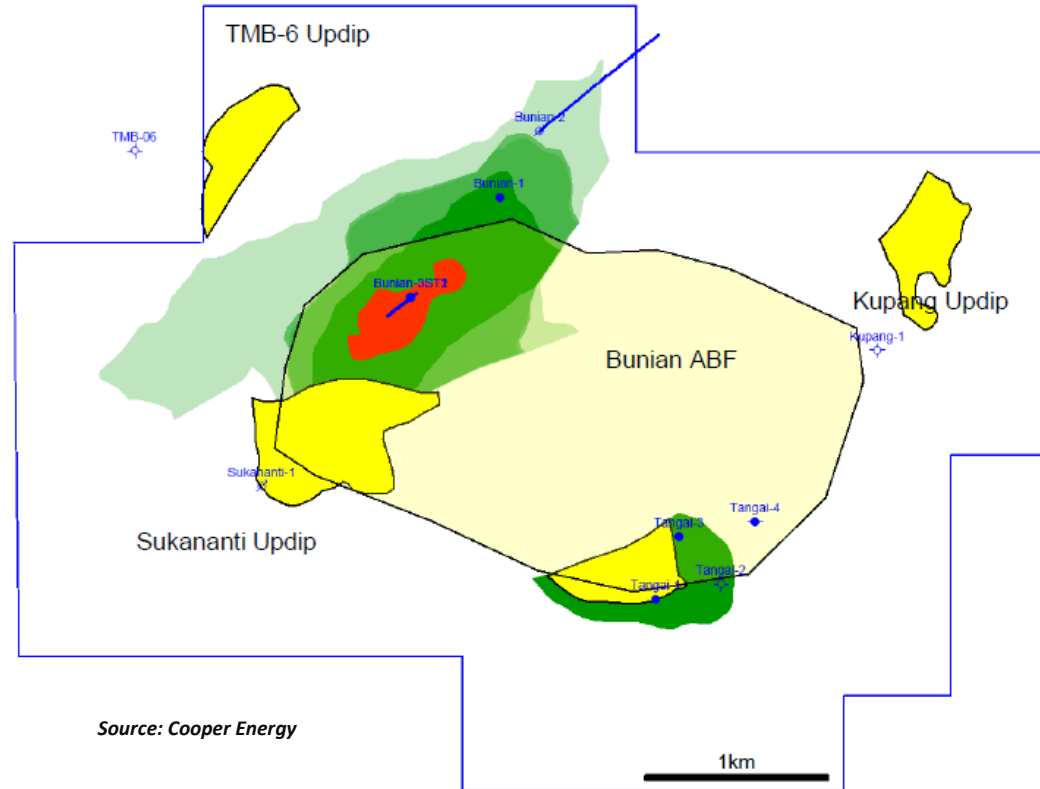 TMB-6 Updip
Bunian-2
TMB-06
Bunian-1
Bunian-3ST1
Kupang Updip
Kupang-1
Bunian ABF
Sukananti-1
Tangai-4
Tangai-3
Sukananti Updip
Tangai-2
Tangai-1
Source: Cooper Energy
1km